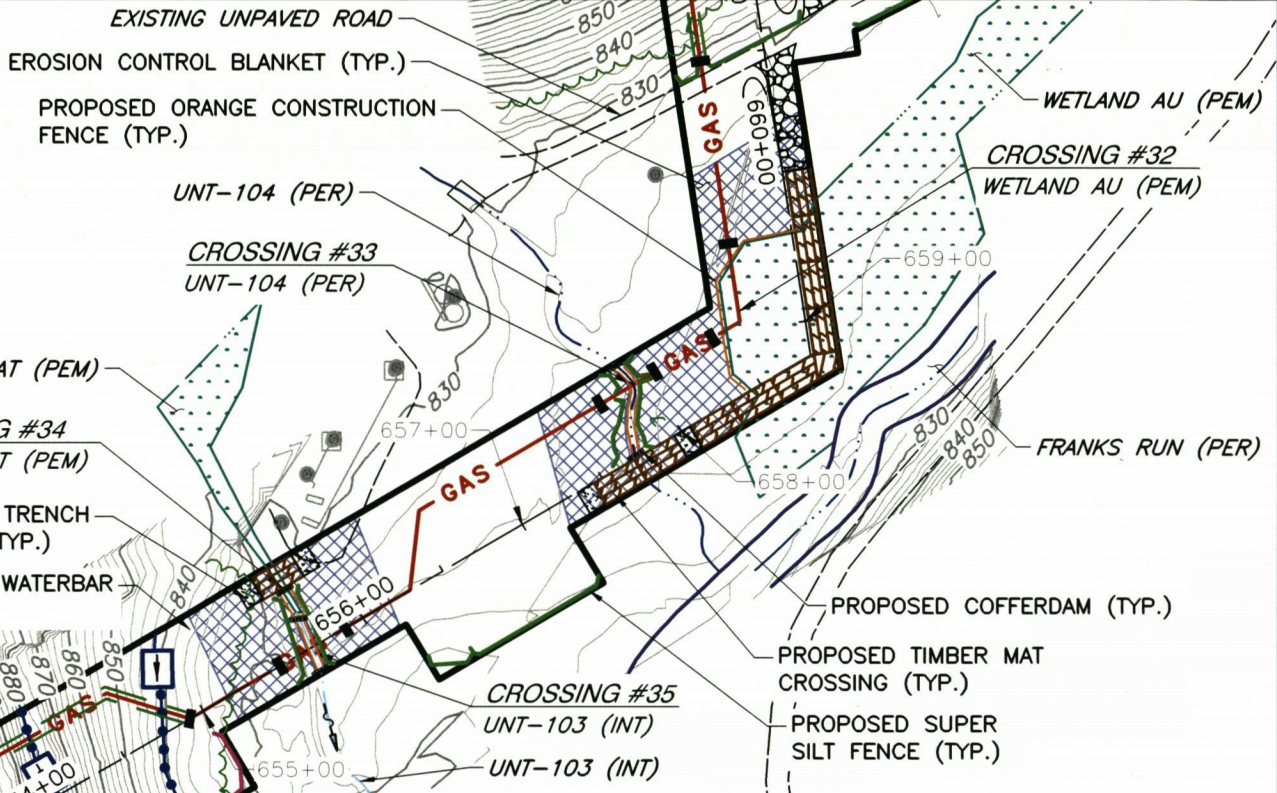 EXISTING UNPAVED ROAD
EROSION CONTROL BLANKET (TYP.)
PROPOSED ORANGE CONSTRUCTION
FENCE (TYP.)
UNT-104 (PER)
CROSSING #33
UNT-104 (PER)
AT (PEM)
G #34
T (PEM)
TRENCH
TYP.)
WATERBAR
850
840
830
GAS
660+00
WETLAND AU (PEM)
CROSSING #32
WETLAND AU (PEM)
659+00
GAS
830
657+00
GAS
658+00
830
840
850
FRANKS RUN (PER)
840
656+00
PROPOSED COFFERDAM (TYP.)
PROPOSED TIMBER MAT
CROSSING (TYP.)
PROPOSED SUPER
SILT FENCE (TYP.)
CROSSING #35
UNT-103 (INT)
UNT-103 (INT)
880
870
860
850
GAS
655+00
4+00